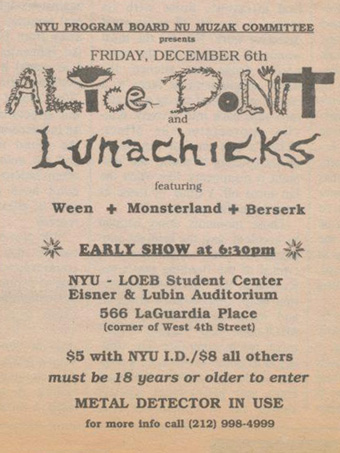 NYU PROGRAM BOARD NU MUZAK COMMITTEE
presents
FRIDAY, DECEMBER 6th
ALICE DONUT
and
LUNACHICKS
featuring
Ween + Monsterland + Berserk
EARLY SHOW at 6:30pm
NYU - LOEB Student Center
Eisner & Lubin Auditorium
566 LaGuardia Place
(corner of West 4th Street)
$5 with NYU I.D./$8 all others
must be 18 years or older to enter
METAL DETECTOR IN USE
for more info call (212) 998-4999